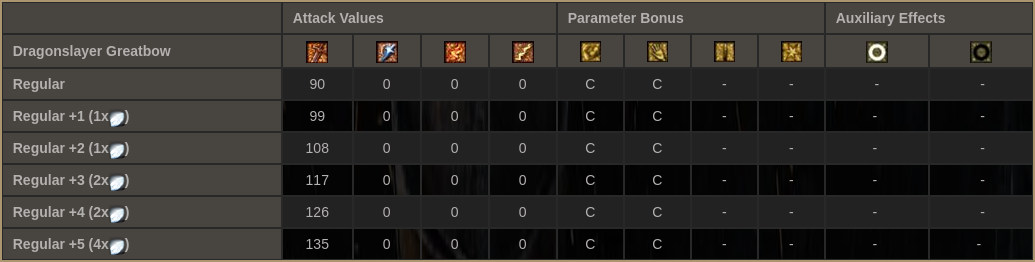 Attack Values Parameter Bonus Auxiliary Effects
Dragonslayer Greatbow
Regular 90 0 0 0 C C - - - -
Regular +1 (1x ) 99 0 0 0 C C - - - -
Regular +2 (1x ) 108 0 0 0 C C - - - -
Regular +3 (2x ) 117 0 0 0 C C - - - -
Regular +4 (2x ) 126 0 0 0 C C - - - -
Regular +5 (4x ) 135 0 0 0 C C - - - -